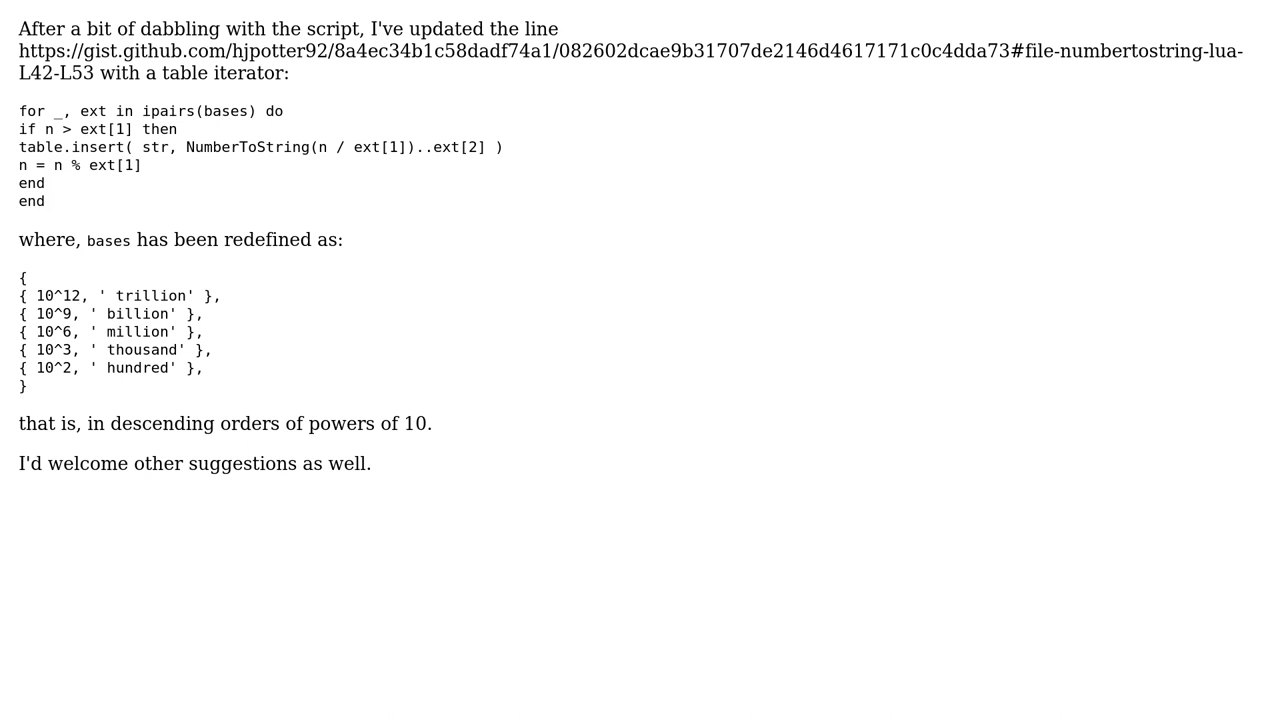 After a bit of dabbling with the script, I've updated the line
https://gist.github.com/hjpotter92/8a4ec34b1c58dadf74a1/082602dcae9b31707de2146d4617171c0c4dda73#file-numbertostring-lua-
L42-L53 with a table iterator:
for _, ext in ipairs(bases) do
if n > ext[1] then
table.insert( str, NumberToString(n / ext[1])..ext[2] )
n = n % ext[1]
end
end
where, bases has been redefined as:
{
{ 10^12, ' trillion' },
{ 10^9, ' billion' },
{ 10^6, ' million' },
{ 10^3, ' thousand' },
{ 10^2, ' hundred' },
}
that is, in descending orders of powers of 10.
I'd welcome other suggestions as well.